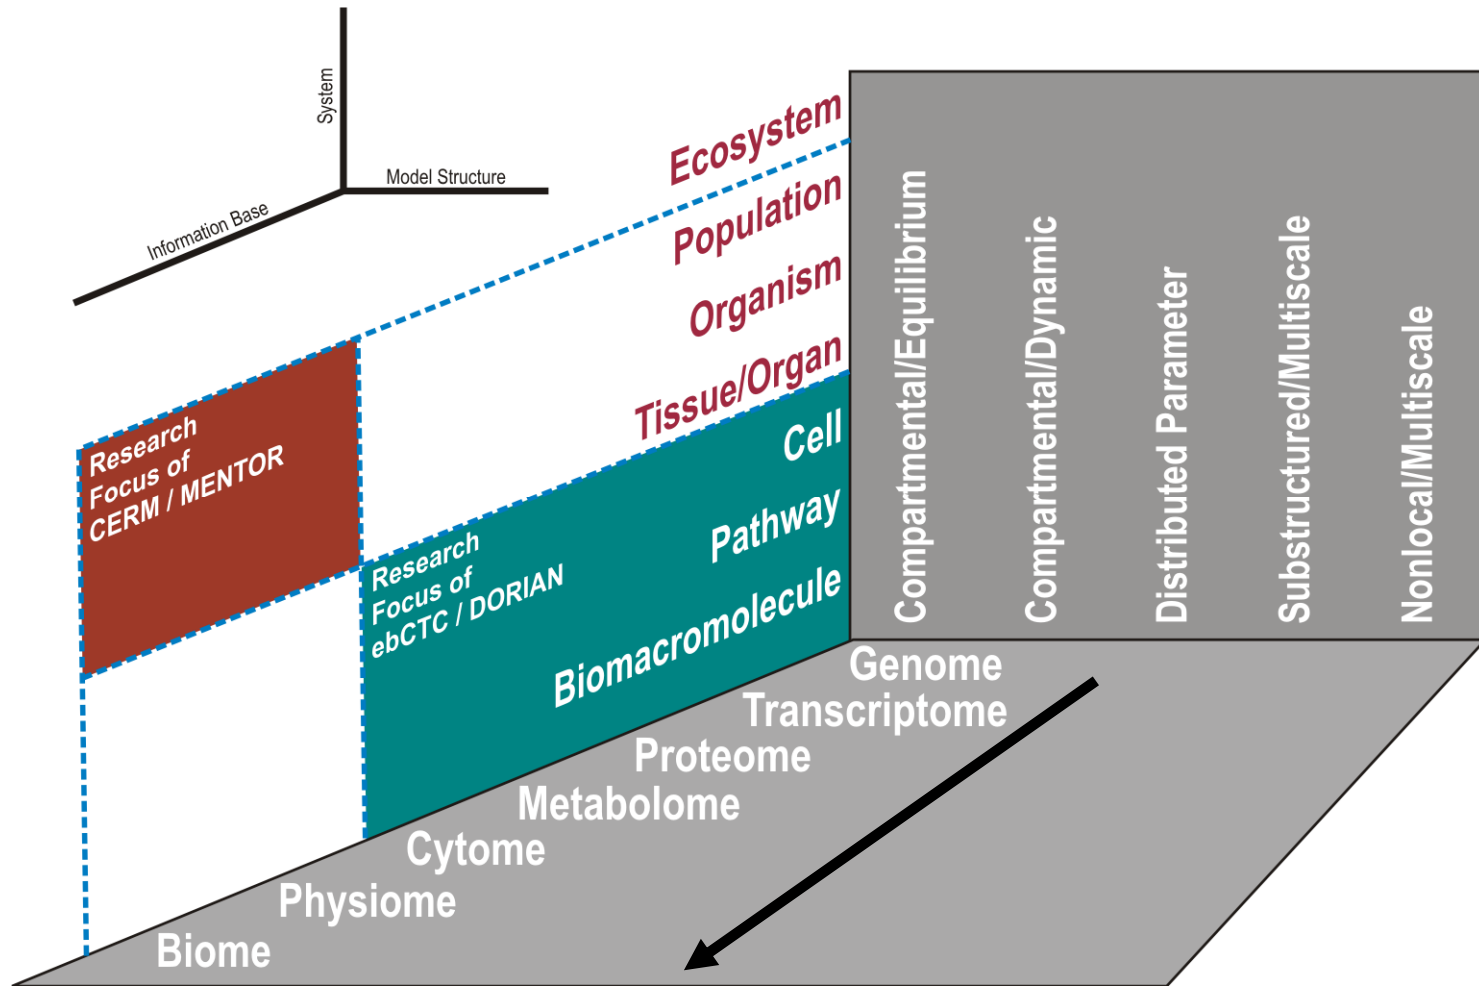 System
Model Structure
Information Base
Ecosystem
Population
Organism
Tissue/Organ
Cell
Pathway
Biomacromolecule
Research
Focus of
CERM / MENTOR
Research
Focus of
ebCTC / DORIAN
Compartmental/Equilibrium
Compartmental/Dynamic
Distributed Parameter
Substructured/Multiscale
Nonlocal/Multiscale
Genome
Transcriptome
Proteome
Metabolome
Cytome
Physiome
Biome